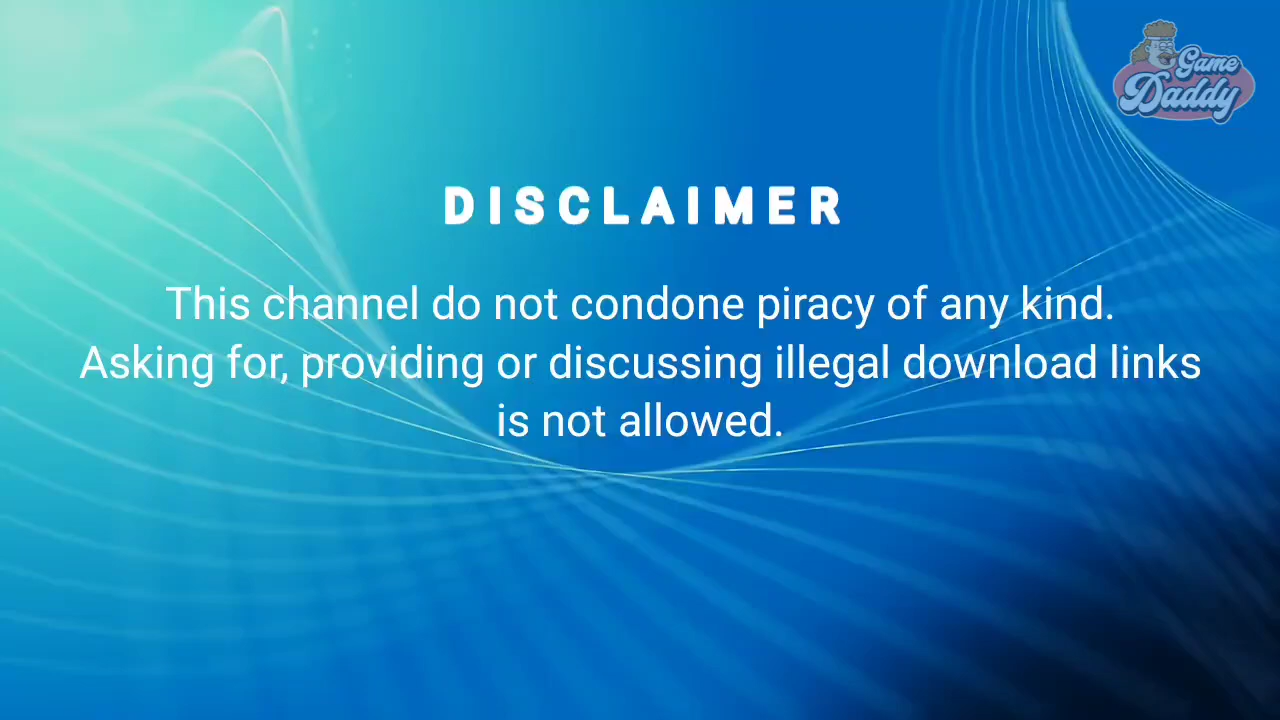 Game
Daddy
DISCLAIMER
This channel do not condone piracy of any kind.
Asking for, providing or discussing illegal download links
is not allowed.